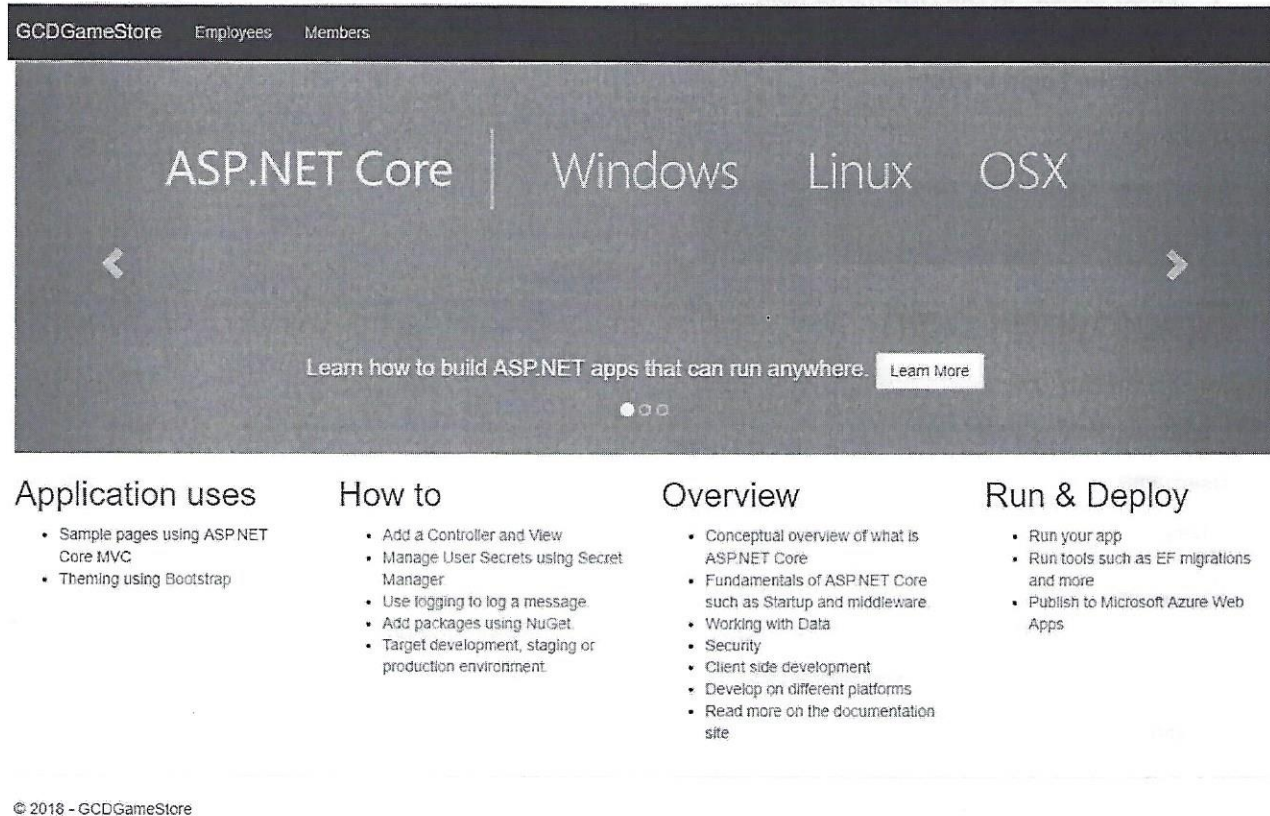 GCDGameStore Employees Members
ASP.NET Core Windows Linux OSX
Learn how to build ASP.NET apps that can run anywhere. Learn More
Application uses
• Sample pages using ASP.NET
Core MVC
• Theming using Bootstrap
How to
• Add a Controller and View
• Manage User Secrets using Secret
Manager
• Use logging to log a message.
• Add packages using NuGet.
• Target development, staging or
production environment.
Overview
• Conceptual overview of what is
ASP.NET Core
• Fundamentals of ASP.NET Core
such as Startup and middleware.
• Working with Data
• Security
• Client side development
• Develop on different platforms
• Read more on the documentation
site
Run & Deploy
• Run your app
• Run tools such as EF migrations
and more
• Publish to Microsoft Azure Web
Apps
© 2018 - GCDGameStore